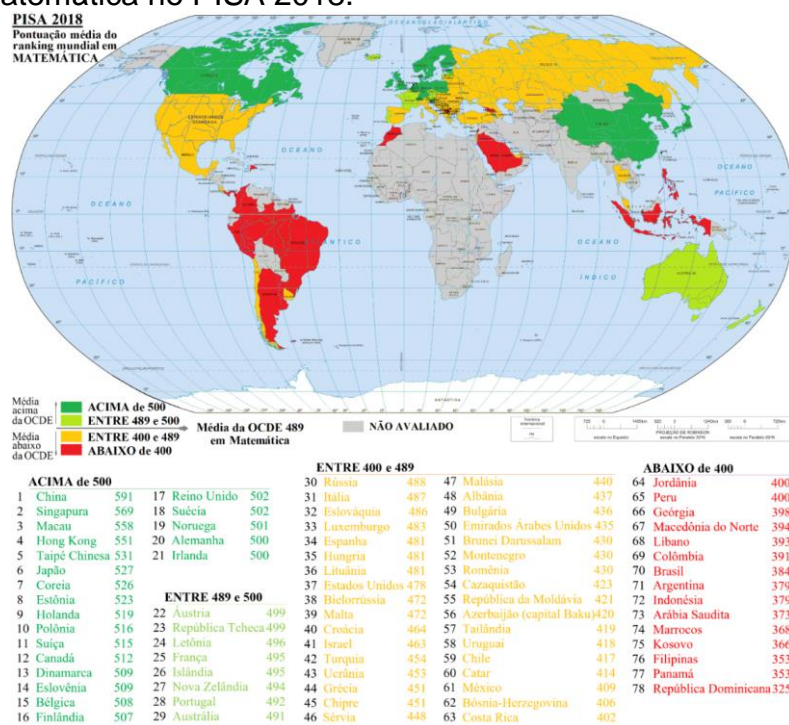 atemática no PISA 2018.
PISA 2018
Pontuação média do
ranking mundial em
MATEMÁTICA
OCEANO GLACIAL ÁRTICO
OCEANO
OCEANO
PACÍFICO
OCEANO
ATLÂNTICO
PACÍFICO
OCEANO
ÍNDICO
ANTÁRTICA
Média
acima
da OCDE
Média
abaixo
da OCDE
ACIMA de 500
ENTRE 489 e 500
ENTRE 400 e 489
ABAIXO de 400
Média da OCDE 489
em Matemática
NÃO AVALIADO
PROJEÇÃO DE ROBINSON
ACIMA de 500
1 China 591
2 Singapura 569
3 Macau 558
4 Hong Kong 551
5 Taipé Chinesa 531
6 Japão 527
7 Coreia 526
8 Estônia 523
9 Holanda 519
10 Polônia 516
11 Suíça 515
12 Canadá 512
13 Dinamarca 509
14 Eslovênia 509
15 Bélgica 508
16 Finlândia 507
17 Reino Unido 502
18 Suécia 502
19 Noruega 501
20 Alemanha 500
21 Irlanda 500
ENTRE 489 e 500
22 Áustria 499
23 República Tcheca 499
24 Letônia 496
25 França 495
26 Islândia 495
27 Nova Zelândia 494
28 Portugal 492
29 Austrália 491
ENTRE 400 e 489
30 Rússia 488
31 Itália 487
32 Eslováquia 486
33 Luxemburgo 483
34 Espanha 481
35 Hungria 481
36 Lituânia 481
37 Estados Unidos 478
38 Bielorrússia 472
39 Malta 472
40 Croácia 464
41 Israel 463
42 Turquia 454
43 Ucrânia 453
44 Grécia 451
45 Chipre 451
46 Sérvia 448
47 Malásia 440
48 Albânia 437
49 Bulgária 436
50 Emirados Árabes Unidos 435
51 Brunei Darussalam 430
52 Montenegro 430
53 Romênia 430
54 Cazaquistão 423
55 República da Moldávia 421
56 Azerbaijão (capital Baku)420
57 Tailândia 419
58 Uruguai 418
59 Chile 417
60 Catar 414
61 México 409
62 Bósnia-Herzegovina 406
63 Costa Rica 402
ABAIXO de 400
64 Jordânia 400
65 Peru 400
66 Geórgia 398
67 Macedônia do Norte 394
68 Líbano 393
69 Colômbia 391
70 Brasil 384
71 Argentina 379
72 Indonésia 379
73 Arábia Saudita 373
74 Marrocos 368
75 Kosovo 366
76 Filipinas 353
77 Panamá 353
78 República Dominicana 325